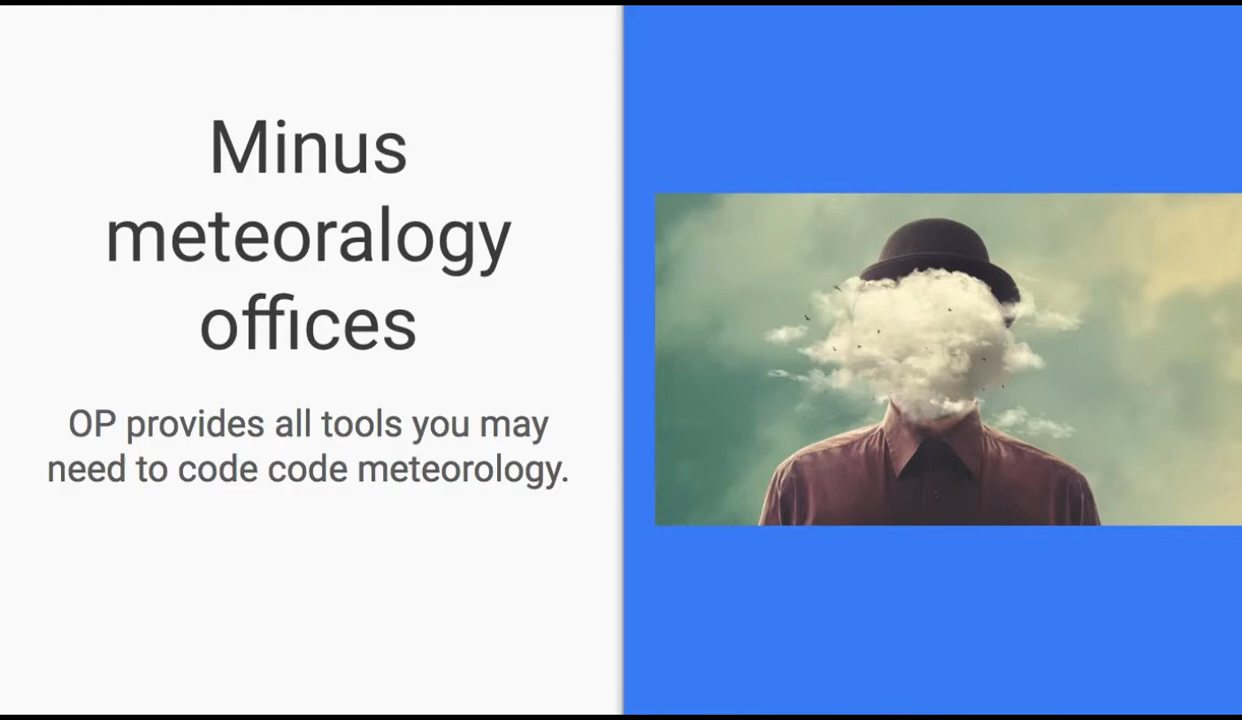 Minus
meteoralogy
offices
OP provides all tools you may
need to code code meteorology.